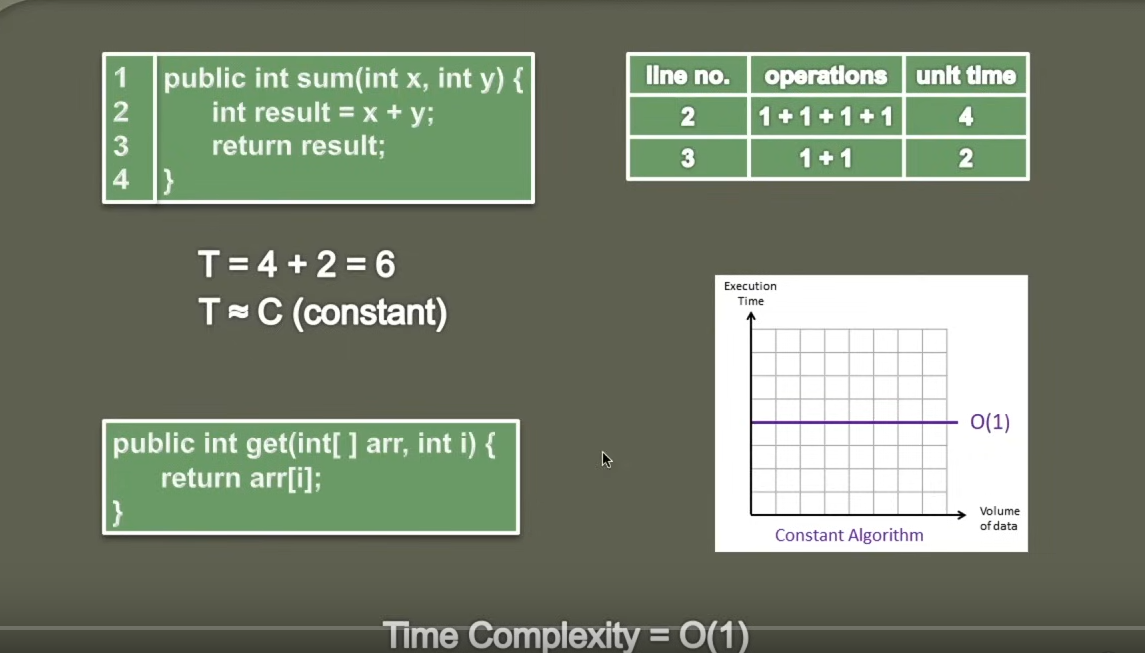 1 public int sum(int x, int y) {
2 int result = x + y;
3 return result;
4 }
line no. operations unit time
2 1 + 1 + 1 + 1 4
3 1 + 1 2
T = 4 + 2 = 6
T ≈ C (constant)
Execution
Time
O(1)
Volume
of data
Constant Algorithm
public int get(int[ ] arr, int i) {
return arr[i];
}
Time Complexity = O(1)